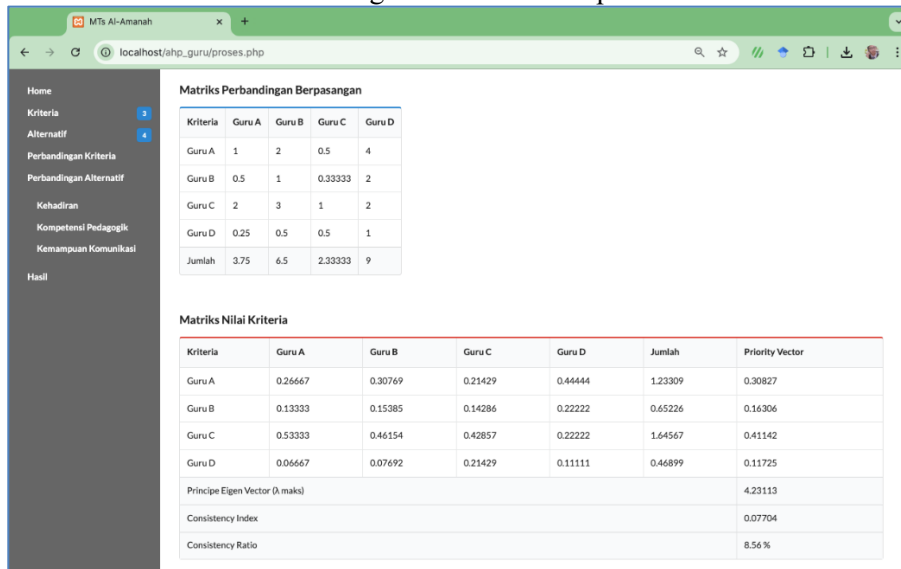 MTs Al-Amanah
localhost/ahp_guru/proses.php
Home
Kriteria 3
Alternatif 4
Perbandingan Kriteria
Perbandingan Alternatif
Kehadiran
Kompetensi Pedagogik
Kemampuan Komunikasi
Hasil
Matriks Perbandingan Berpasangan
Kriteria Guru A Guru B Guru C Guru D
Guru A 1 2 0.5 4
Guru B 0.5 1 0.33333 2
Guru C 2 3 1 2
Guru D 0.25 0.5 0.5 1
Jumlah 3.75 6.5 2.33333 9
Matriks Nilai Kriteria
Kriteria Guru A Guru B Guru C Guru D Jumlah Priority Vector
Guru A 0.26667 0.30769 0.21429 0.44444 1.23309 0.30827
Guru B 0.13333 0.15385 0.14286 0.22222 0.65226 0.16306
Guru C 0.53333 0.46154 0.42857 0.22222 1.64567 0.41142
Guru D 0.06667 0.07692 0.21429 0.11111 0.46899 0.11725
Principe Eigen Vector (λ maks) 4.23113
Consistency Index 0.07704
Consistency Ratio 8.56 %